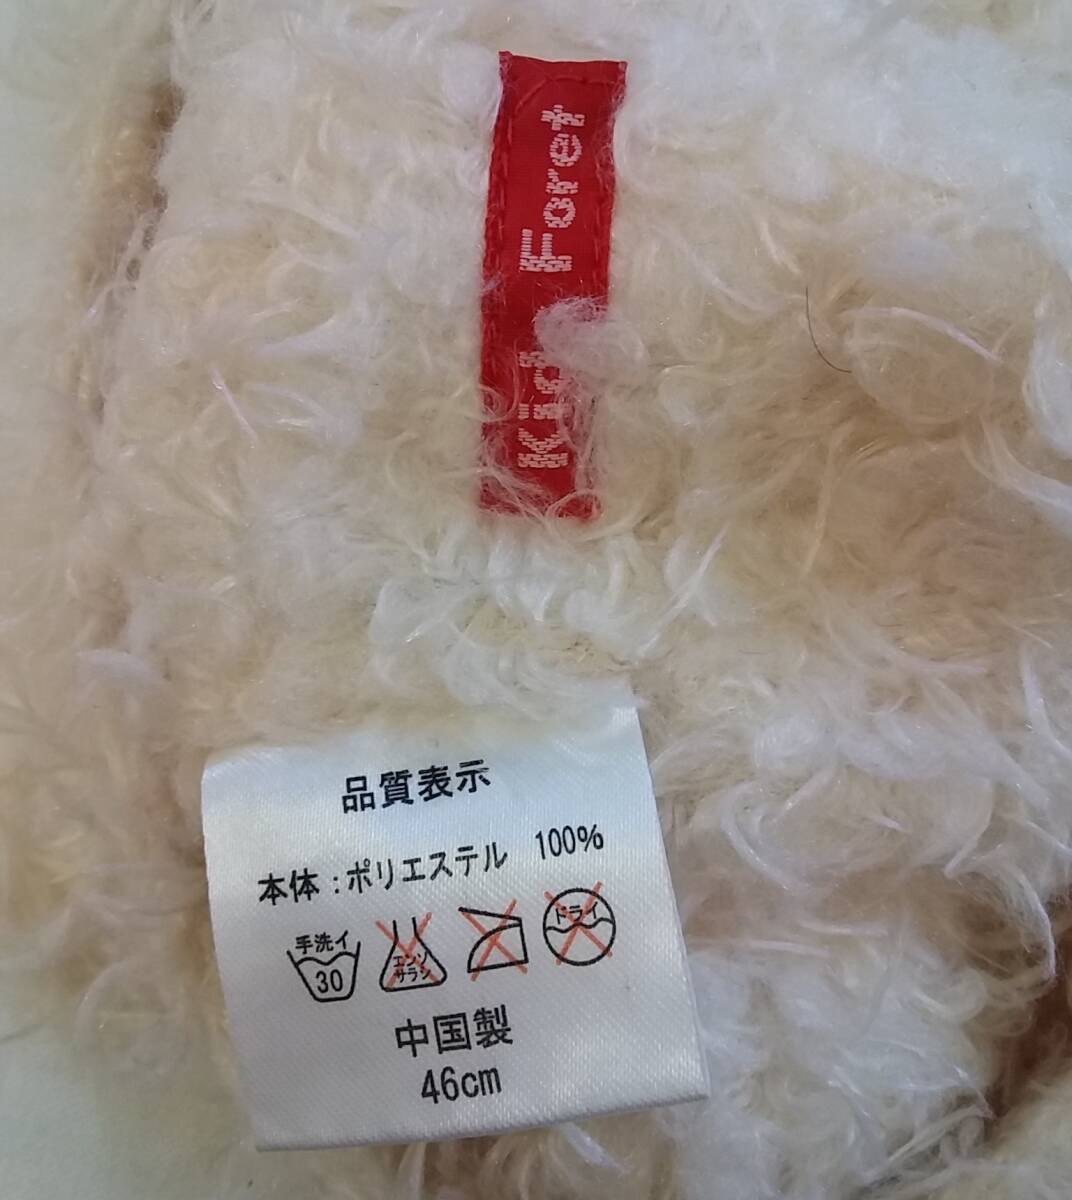 Foret
品質表示
本体:ポリエステル 100%
手洗イ
30
エンソ
サラシ
ドライ
中国製
46cm